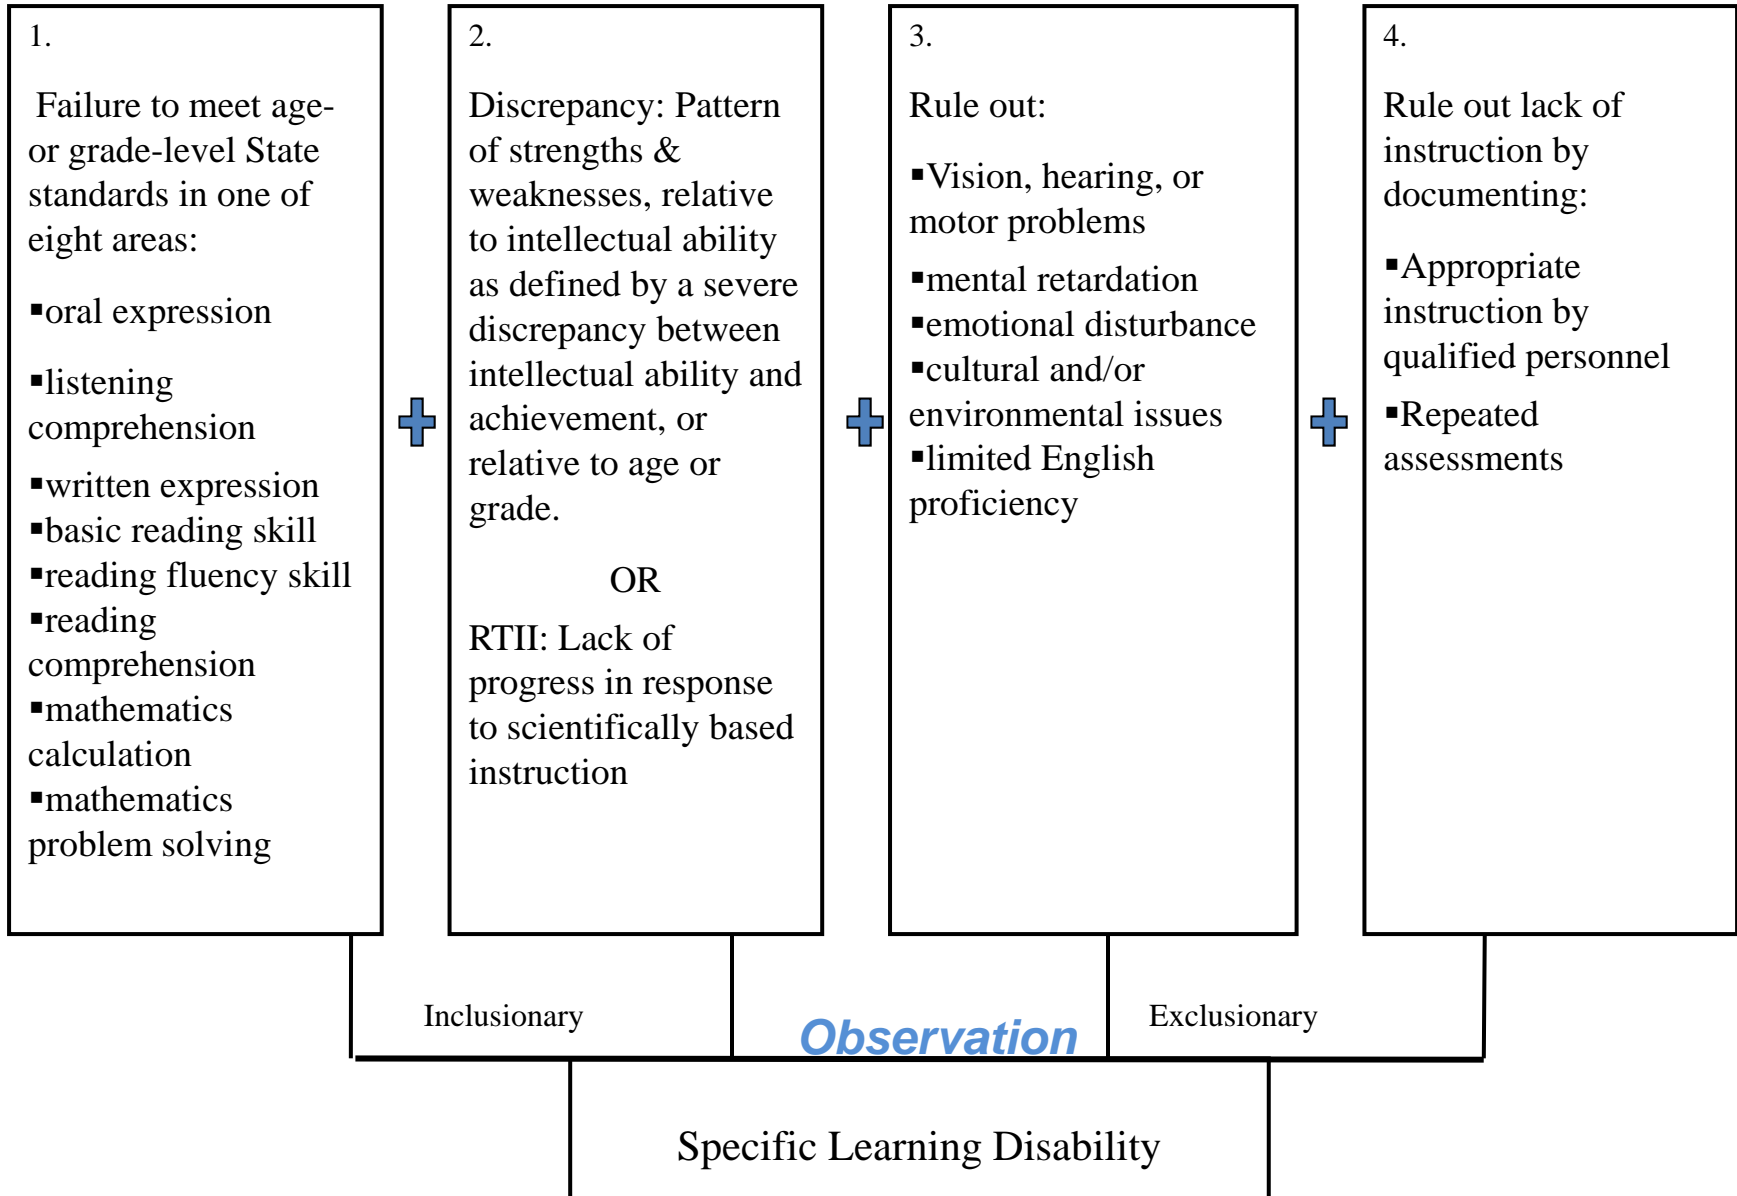 1.
Failure to meet age-
or grade-level State
standards in one of
eight areas:
▪oral expression
▪listening
comprehension
▪written expression
▪basic reading skill
▪reading fluency skill
▪reading
comprehension
▪mathematics
calculation
▪mathematics
problem solving
2.
Discrepancy: Pattern
of strengths &
weaknesses, relative
to intellectual ability
as defined by a severe
discrepancy between
intellectual ability and
achievement, or
relative to age or
grade.
OR
RTII: Lack of
progress in response
to scientifically based
instruction
3.
Rule out:
▪Vision, hearing, or
motor problems
▪mental retardation
▪emotional disturbance
▪cultural and/or
environmental issues
▪limited English
proficiency
4.
Rule out lack of
instruction by
documenting:
▪Appropriate
instruction by
qualified personnel
▪Repeated
assessments
Inclusionary
Observation
Exclusionary
Specific Learning Disability